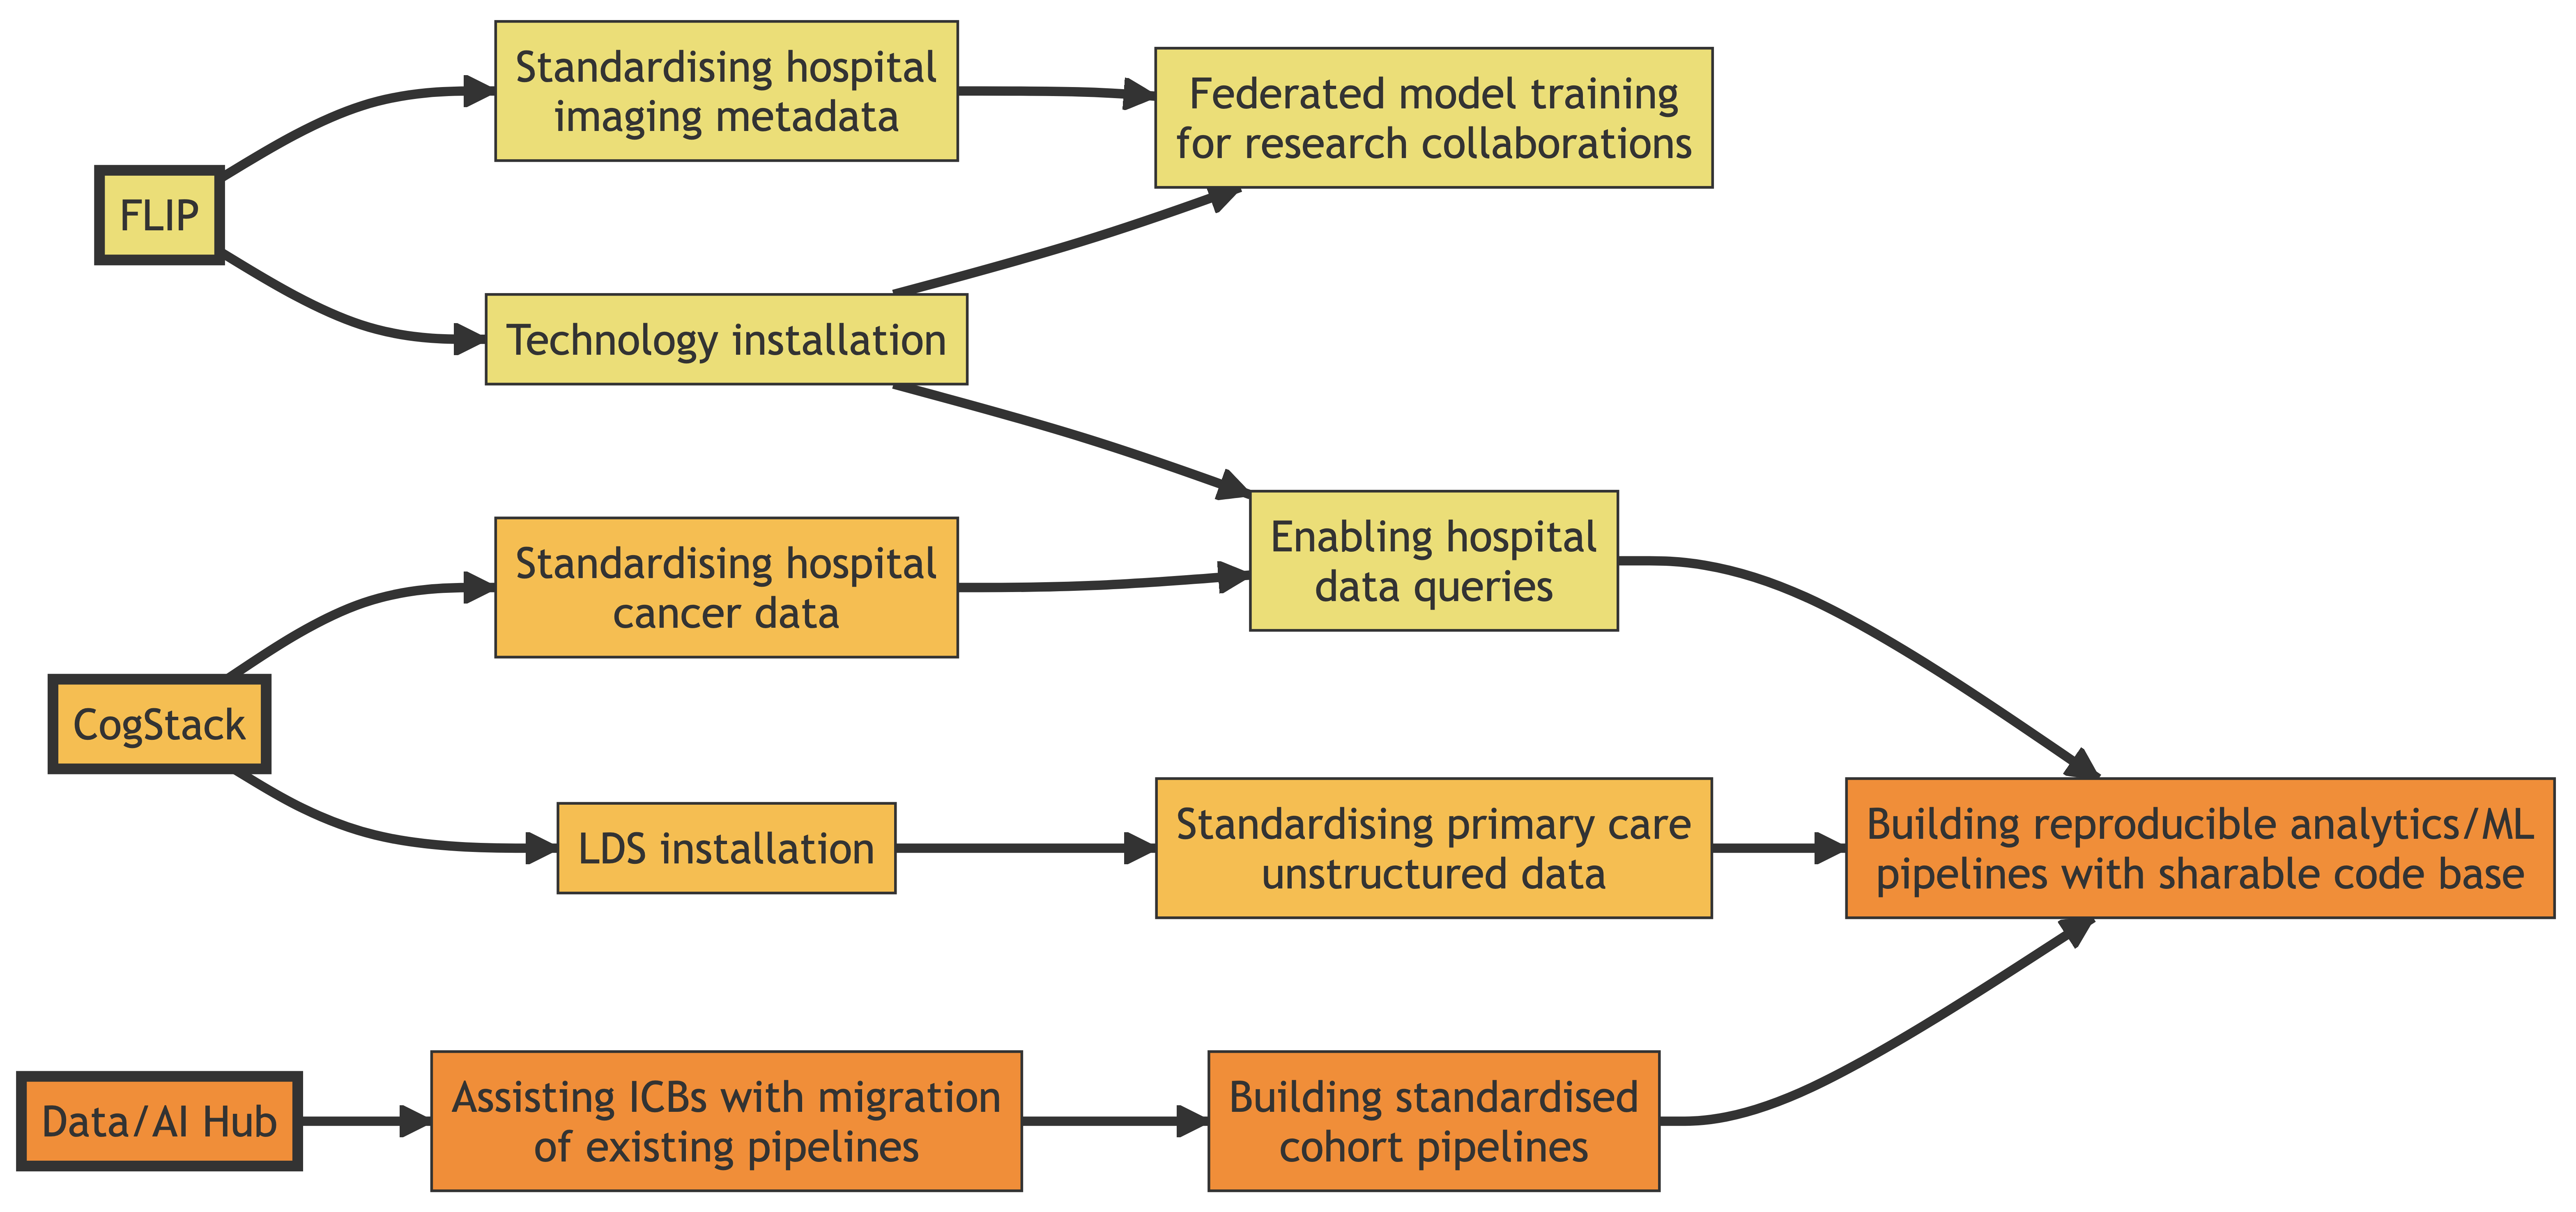 FLIP
Standardising hospital
imaging metadata
Federated model training
for research collaborations
Technology installation
Enabling hospital
data queries
CogStack
Standardising hospital
cancer data
LDS installation
Standardising primary care
unstructured data
Building reproducible analytics/ML
pipelines with sharable code base
Data/AI Hub
Assisting ICBs with migration
of existing pipelines
Building standardised
cohort pipelines